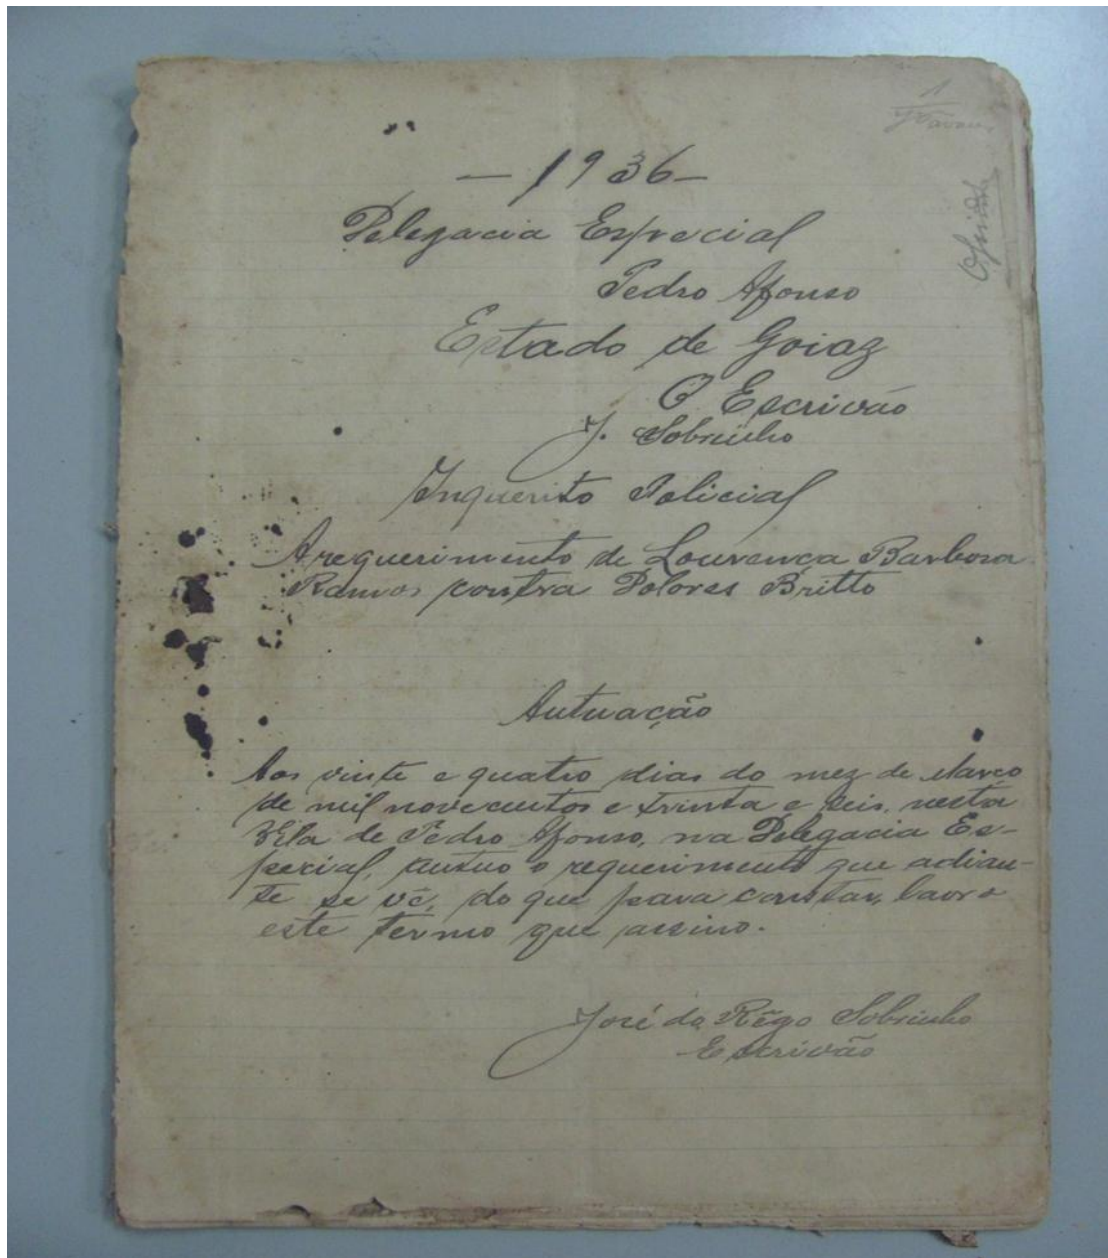 1
— 1936 —
Delegacia Especial
Pedro Afonso
Estado de Goiaz
O Escrivão
J. Sobrinho
Inquerito Policial
A requerimento de Lourença Barbosa
Ramos contra Dolores Britto
Autuação
Aos vinte e quatro dias do mez de Março
de mil novecentos e trinta e seis, nesta
Vila de Pedro Afonso, na Delegacia Es-
pecial, autuo o requerimento que adian-
te se vê, do que para constar, lavro
este termo que assino.
José do Rêgo Sobrinho
Escrivão